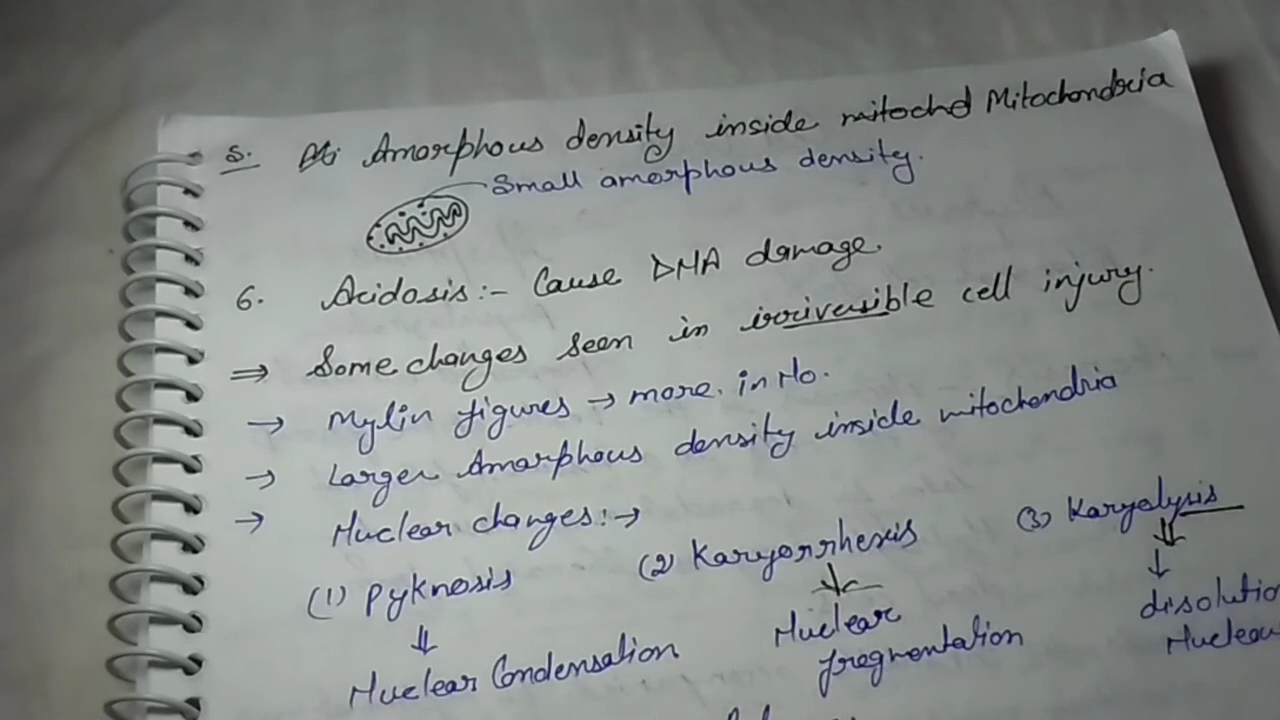 5. Amorphous density inside mitochd Mitochondria
Small amorphous density.
6. Acidosis:- Cause DNA damage.
⇒ Some changes seen in irriversible cell injury.
→ Mylin figures → more in No.
→ Larger Amorphous density inside mitochondria
→ Nuclear changes:→
(1) Pyknosis (2) Karyorrhexis (3) Karyolysis
⇓ ↓ ⇓
↓
Nuclear Condensation Nuclear fregmentation disolutio
Nuclea